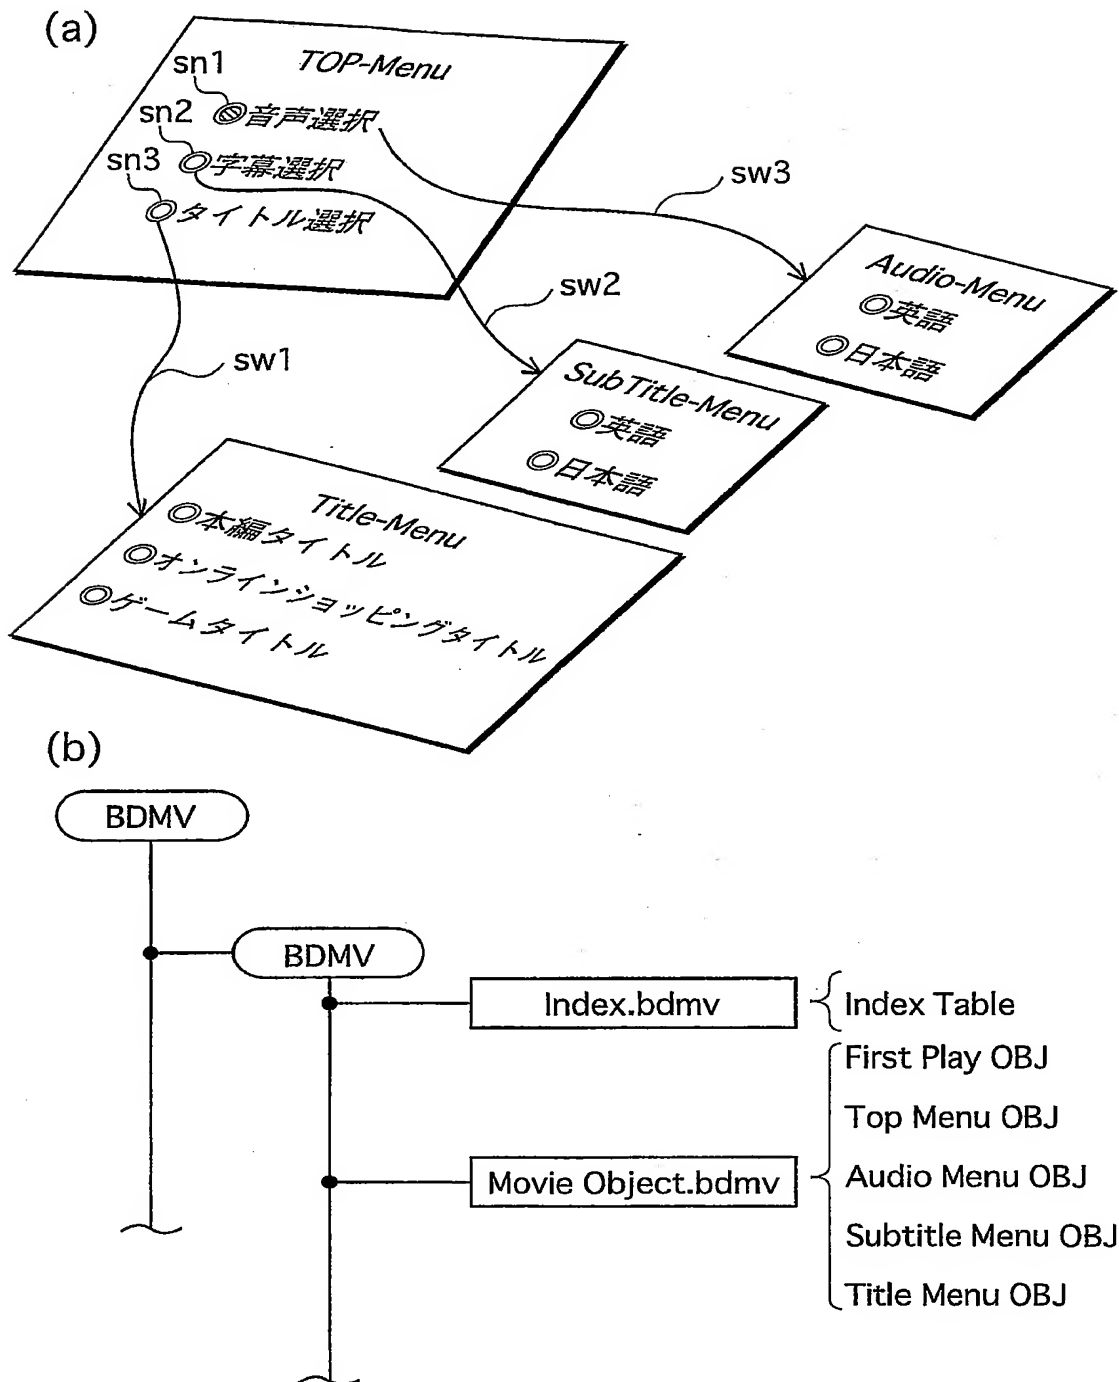 (a)
TOP-Menu
sn1
音声選択
sn2
字幕選択
sn3
タイトル選択
sw3
sw2
sw1
Audio-Menu
英語
日本語
SubTitle-Menu
英語
日本語
Title-Menu
本編タイトル
オンラインショッピングタイトル
ゲームタイトル
(b)
BDMV
BDMV
Index.bdmv
Index Table
First Play OBJ
Top Menu OBJ
Movie Object.bdmv
Audio Menu OBJ
Subtitle Menu OBJ
Title Menu OBJ